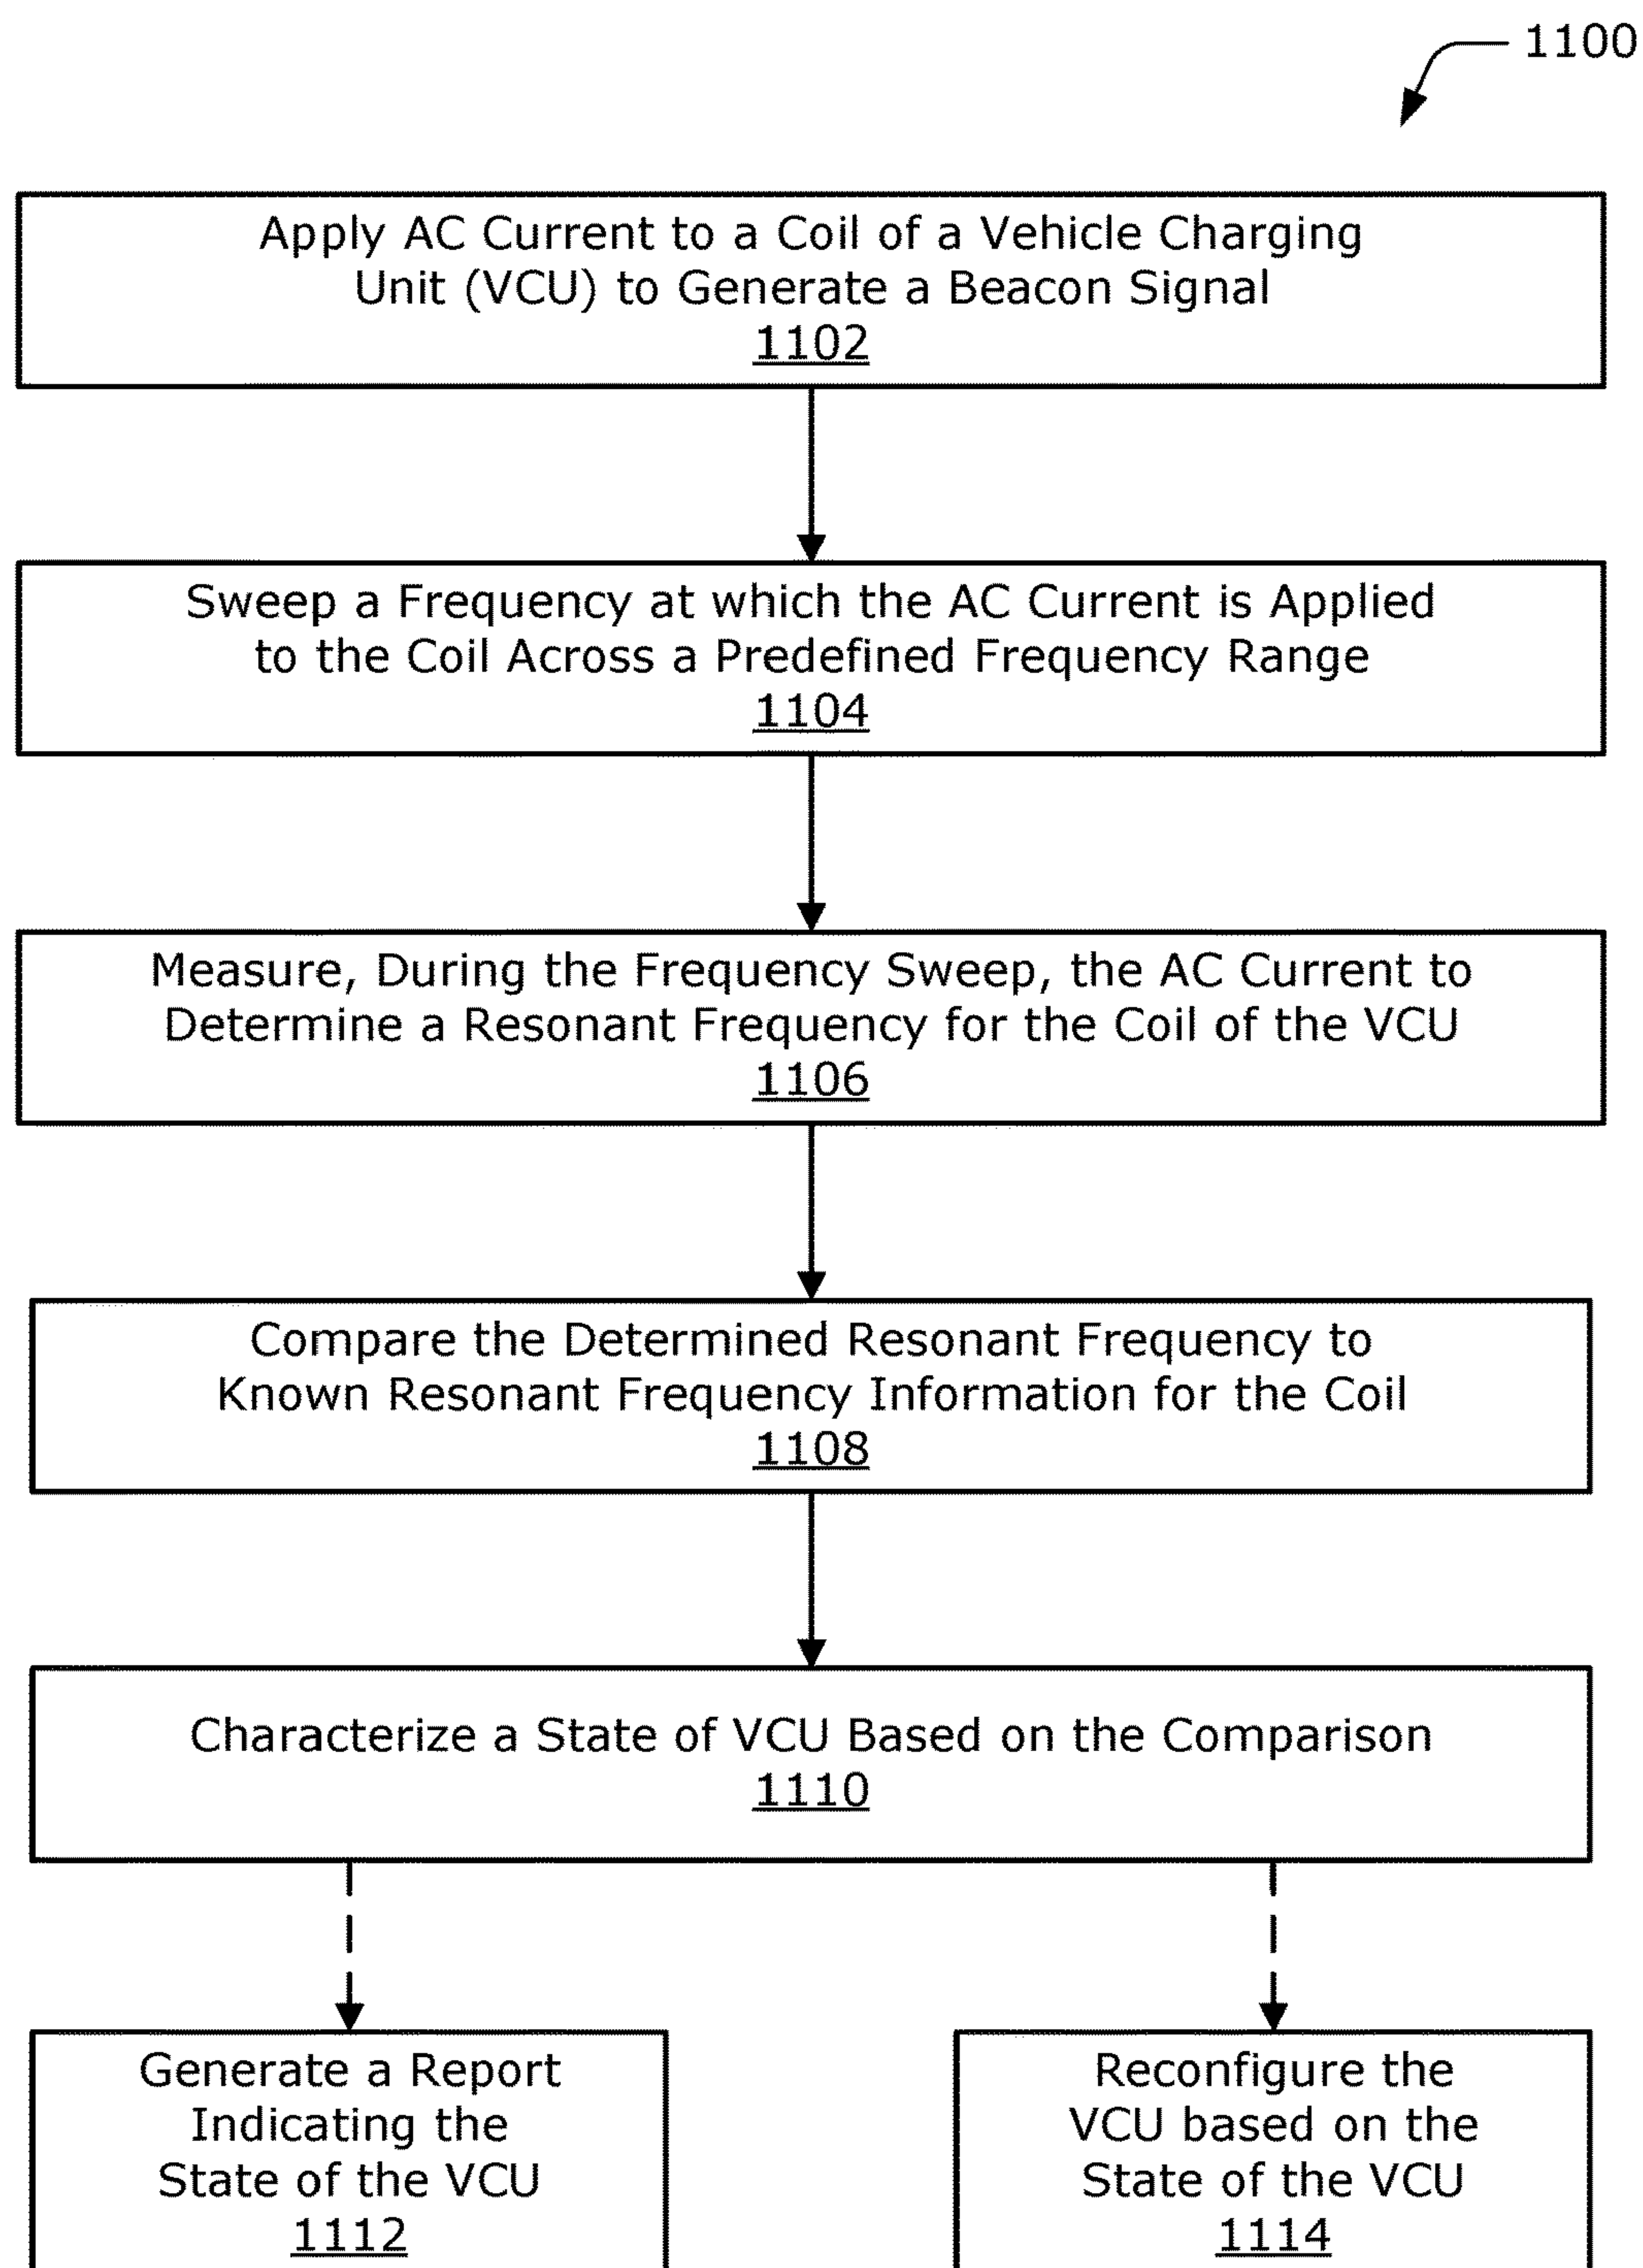 1100
Apply AC Current to a Coil of a Vehicle Charging
Unit (VCU) to Generate a Beacon Signal
1102
Sweep a Frequency at which the AC Current is Applied
to the Coil Across a Predefined Frequency Range
1104
Measure, During the Frequency Sweep, the AC Current to
Determine a Resonant Frequency for the Coil of the VCU
1106
Compare the Determined Resonant Frequency to
Known Resonant Frequency Information for the Coil
1108
Characterize a State of VCU Based on the Comparison
1110
Generate a Report
Indicating the
State of the VCU
1112
Reconfigure the
VCU based on the
State of the VCU
1114